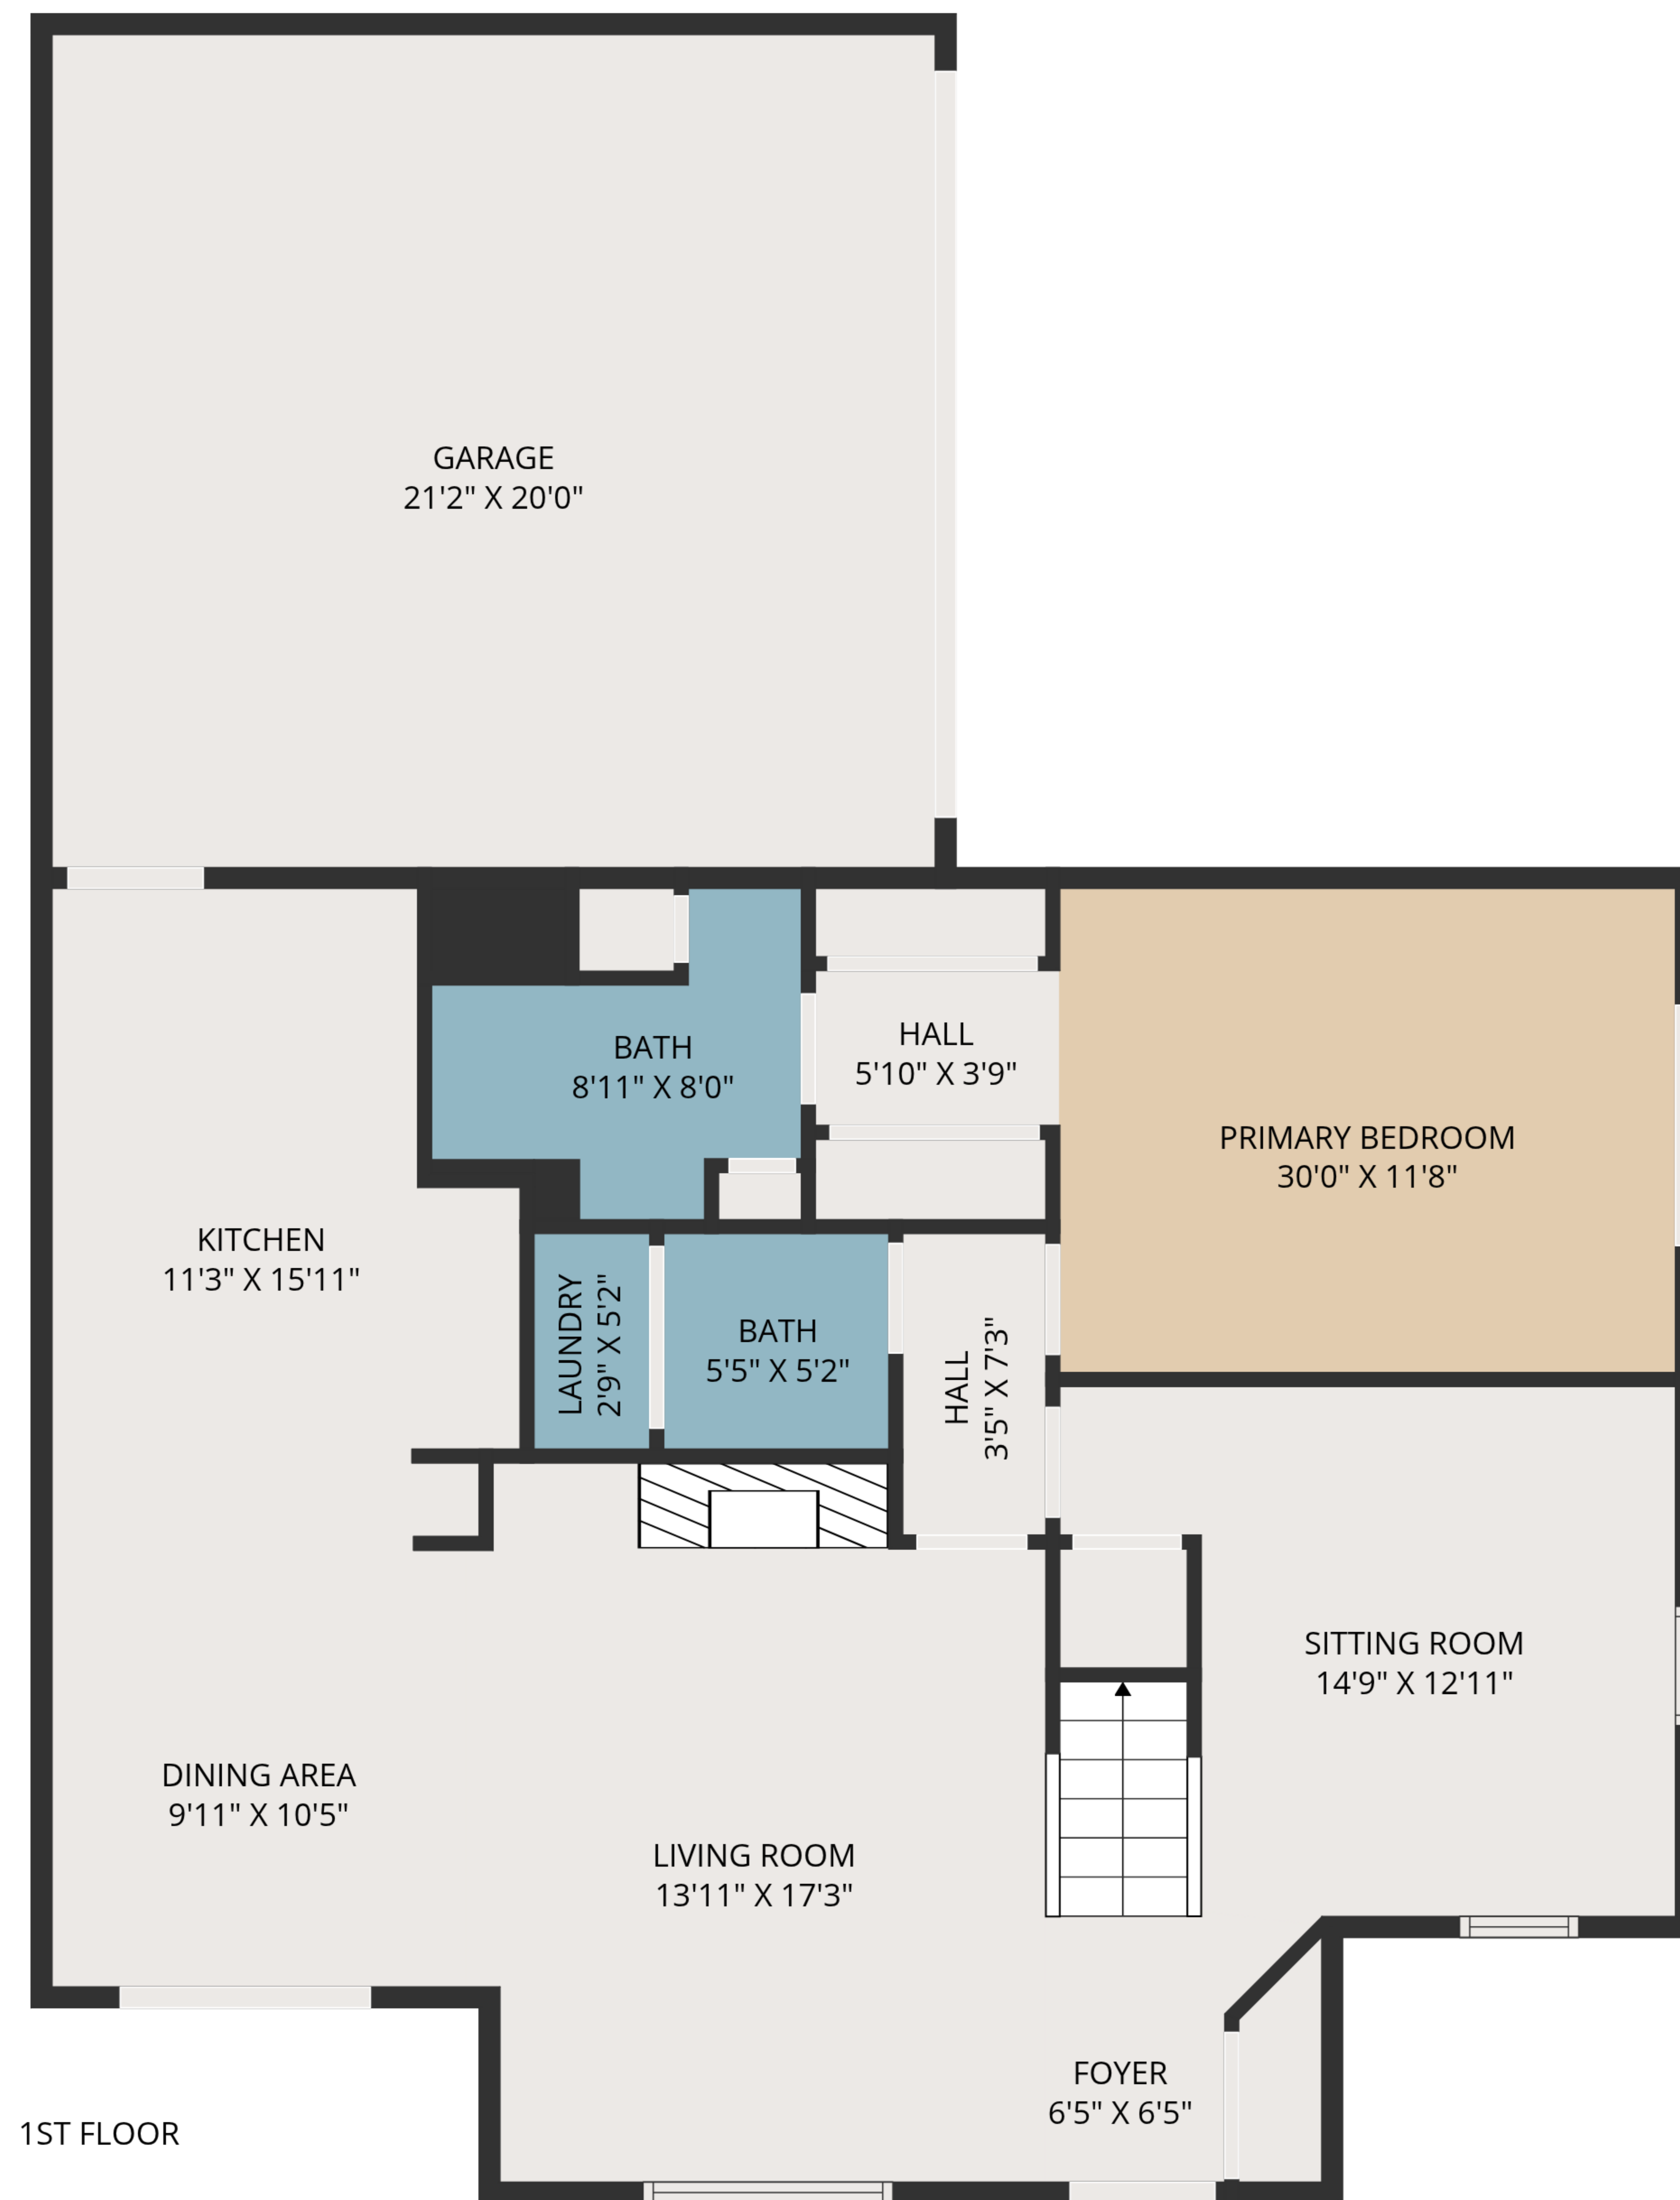 GARAGE
21'2" X 20'0"
BATH
8'11" X 8'0"
HALL
5'10" X 3'9"
PRIMARY BEDROOM
30'0" X 11'8"
KITCHEN
11'3" X 15'11"
LAUNDRY
2'9" X 5'2"
BATH
5'5" X 5'2"
HALL
3'5" X 7'3"
SITTING ROOM
14'9" X 12'11"
DINING AREA
9'11" X 10'5"
LIVING ROOM
13'11" X 17'3"
FOYER
6'5" X 6'5"
1ST FLOOR